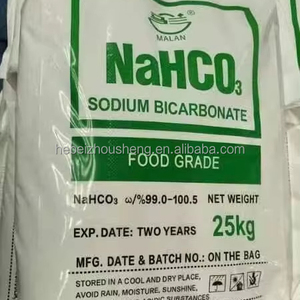 MALAN
NaHCO3
SODIUM BICARBONATE
hebeizhousheng.en.alibaba.com
FOOD GRADE
NaHCO3 ω/%99.0-100.5 NET WEIGHT
EXP. DATE: TWO YEARS 25kg
MFG. DATE & BATCH NO.: ON THE BAG
STORED IN A COOL AND DRY PLACE,
AVOID RAIN, MOISTURE, SUNSHINE,
SUBSTANCES